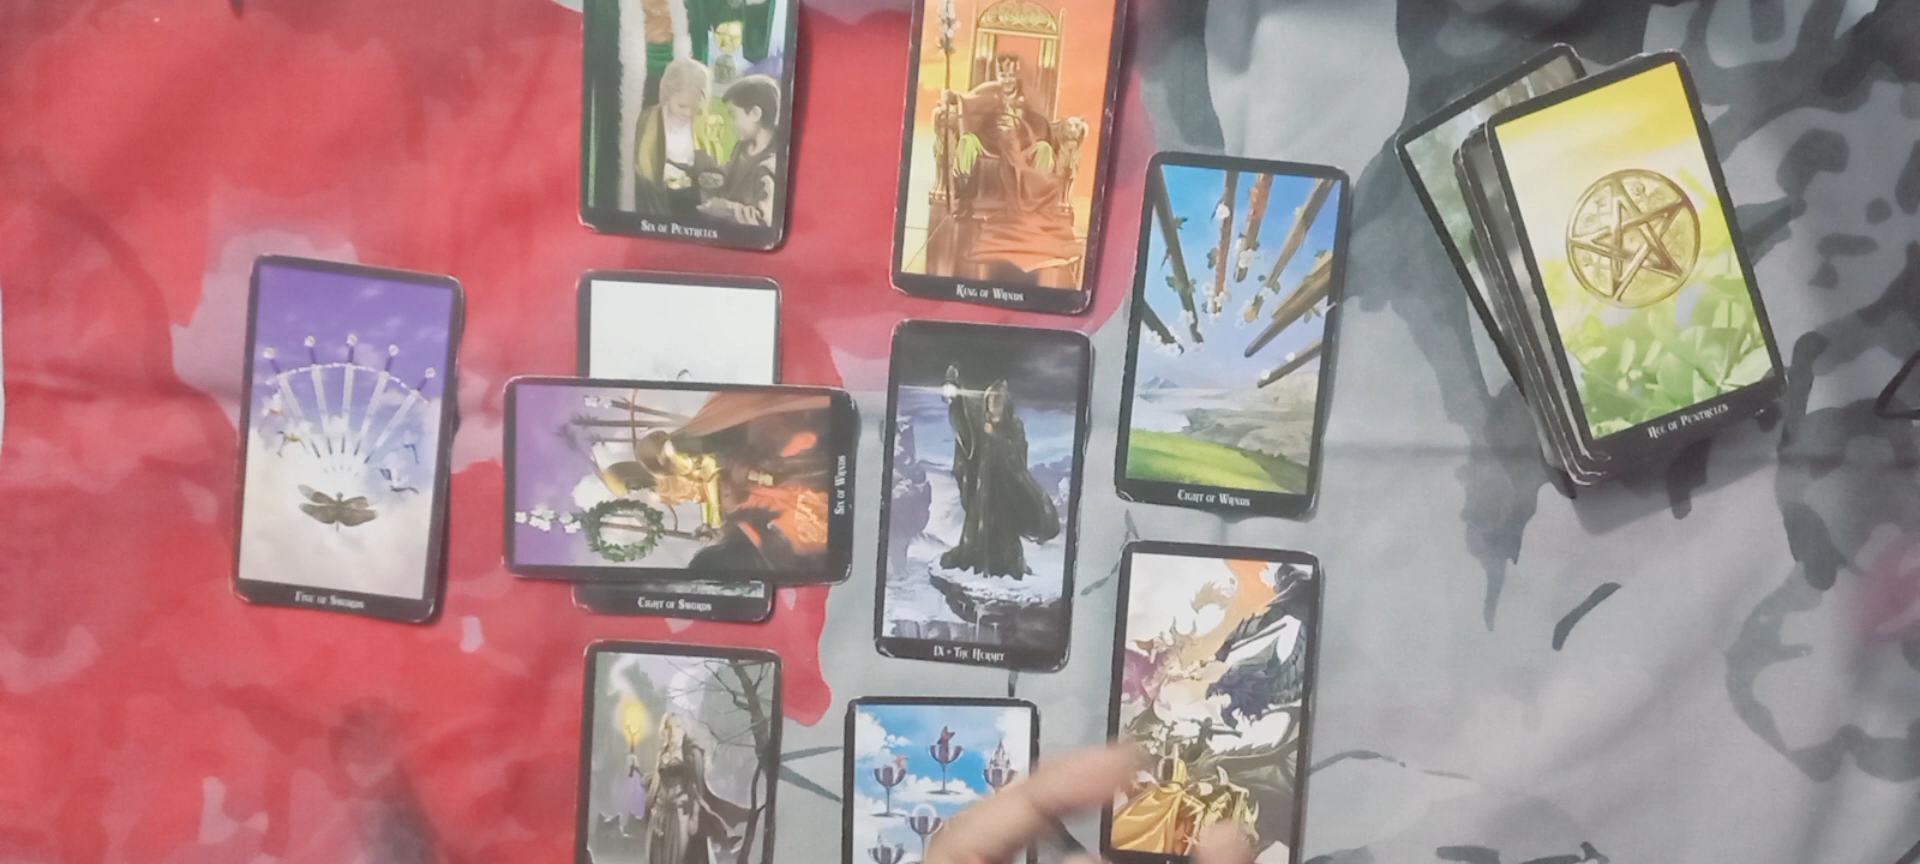 Six of Pentacles
King of Wands
Ace of Pentacles
Eight of Wands
Six of Wands
Five of Swords
Eight of Swords
IX • The Hermit